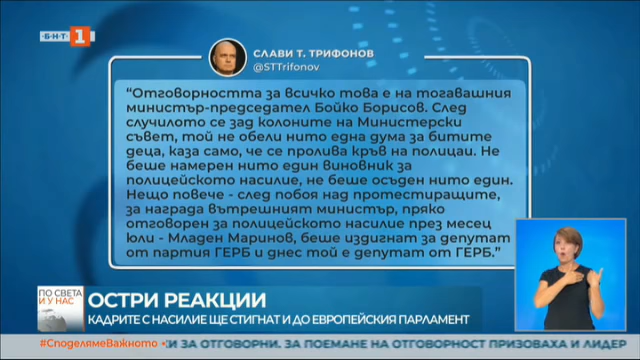 БНТ 1
СЛАВИ Т. ТРИФОНОВ
@STTrifonov
"Отговорността за всичко това е на тогавашния
министър-председател Бойко Борисов. След
случилото се зад колоните на Министерски
съвет, той не обели нито една дума за битите
деца, каза само, че се пролива кръв на полицаи. Не
беше намерен нито един виновник за
полицейското насилие, не беше осъден нито един.
Нещо повече - след побоя над протестиращите,
за награда вътрешният министър, пряко
отговорен за полицейското насилие през месец
юли - Младен Маринов, беше издигнат за депутат
от партия ГЕРБ и днес той е депутат от ГЕРБ."
ПО СВЕТА
И У НАС
ОСТРИ РЕАКЦИИ
КАДРИТЕ С НАСИЛИЕ ЩЕ СТИГНАТ И ДО ЕВРОПЕЙСКИЯ ПАРЛАМЕНТ
#СподелямеВажното • КИ ЗА ОТГОВОРНИ. ЗА ПОЕМАНЕ НА ОТГОВОРНОСТ ПРИЗОВАХА И ЛИДЕР